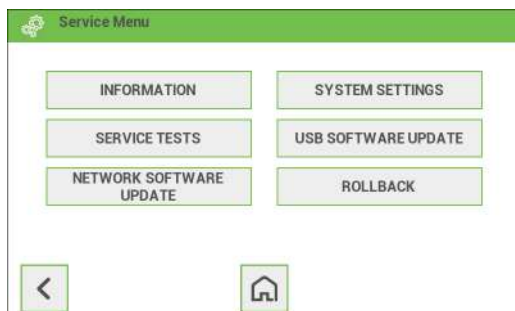 Service Menu
INFORMATION
SYSTEM SETTINGS
SERVICE TESTS
USB SOFTWARE UPDATE
NETWORK SOFTWARE
UPDATE
ROLLBACK